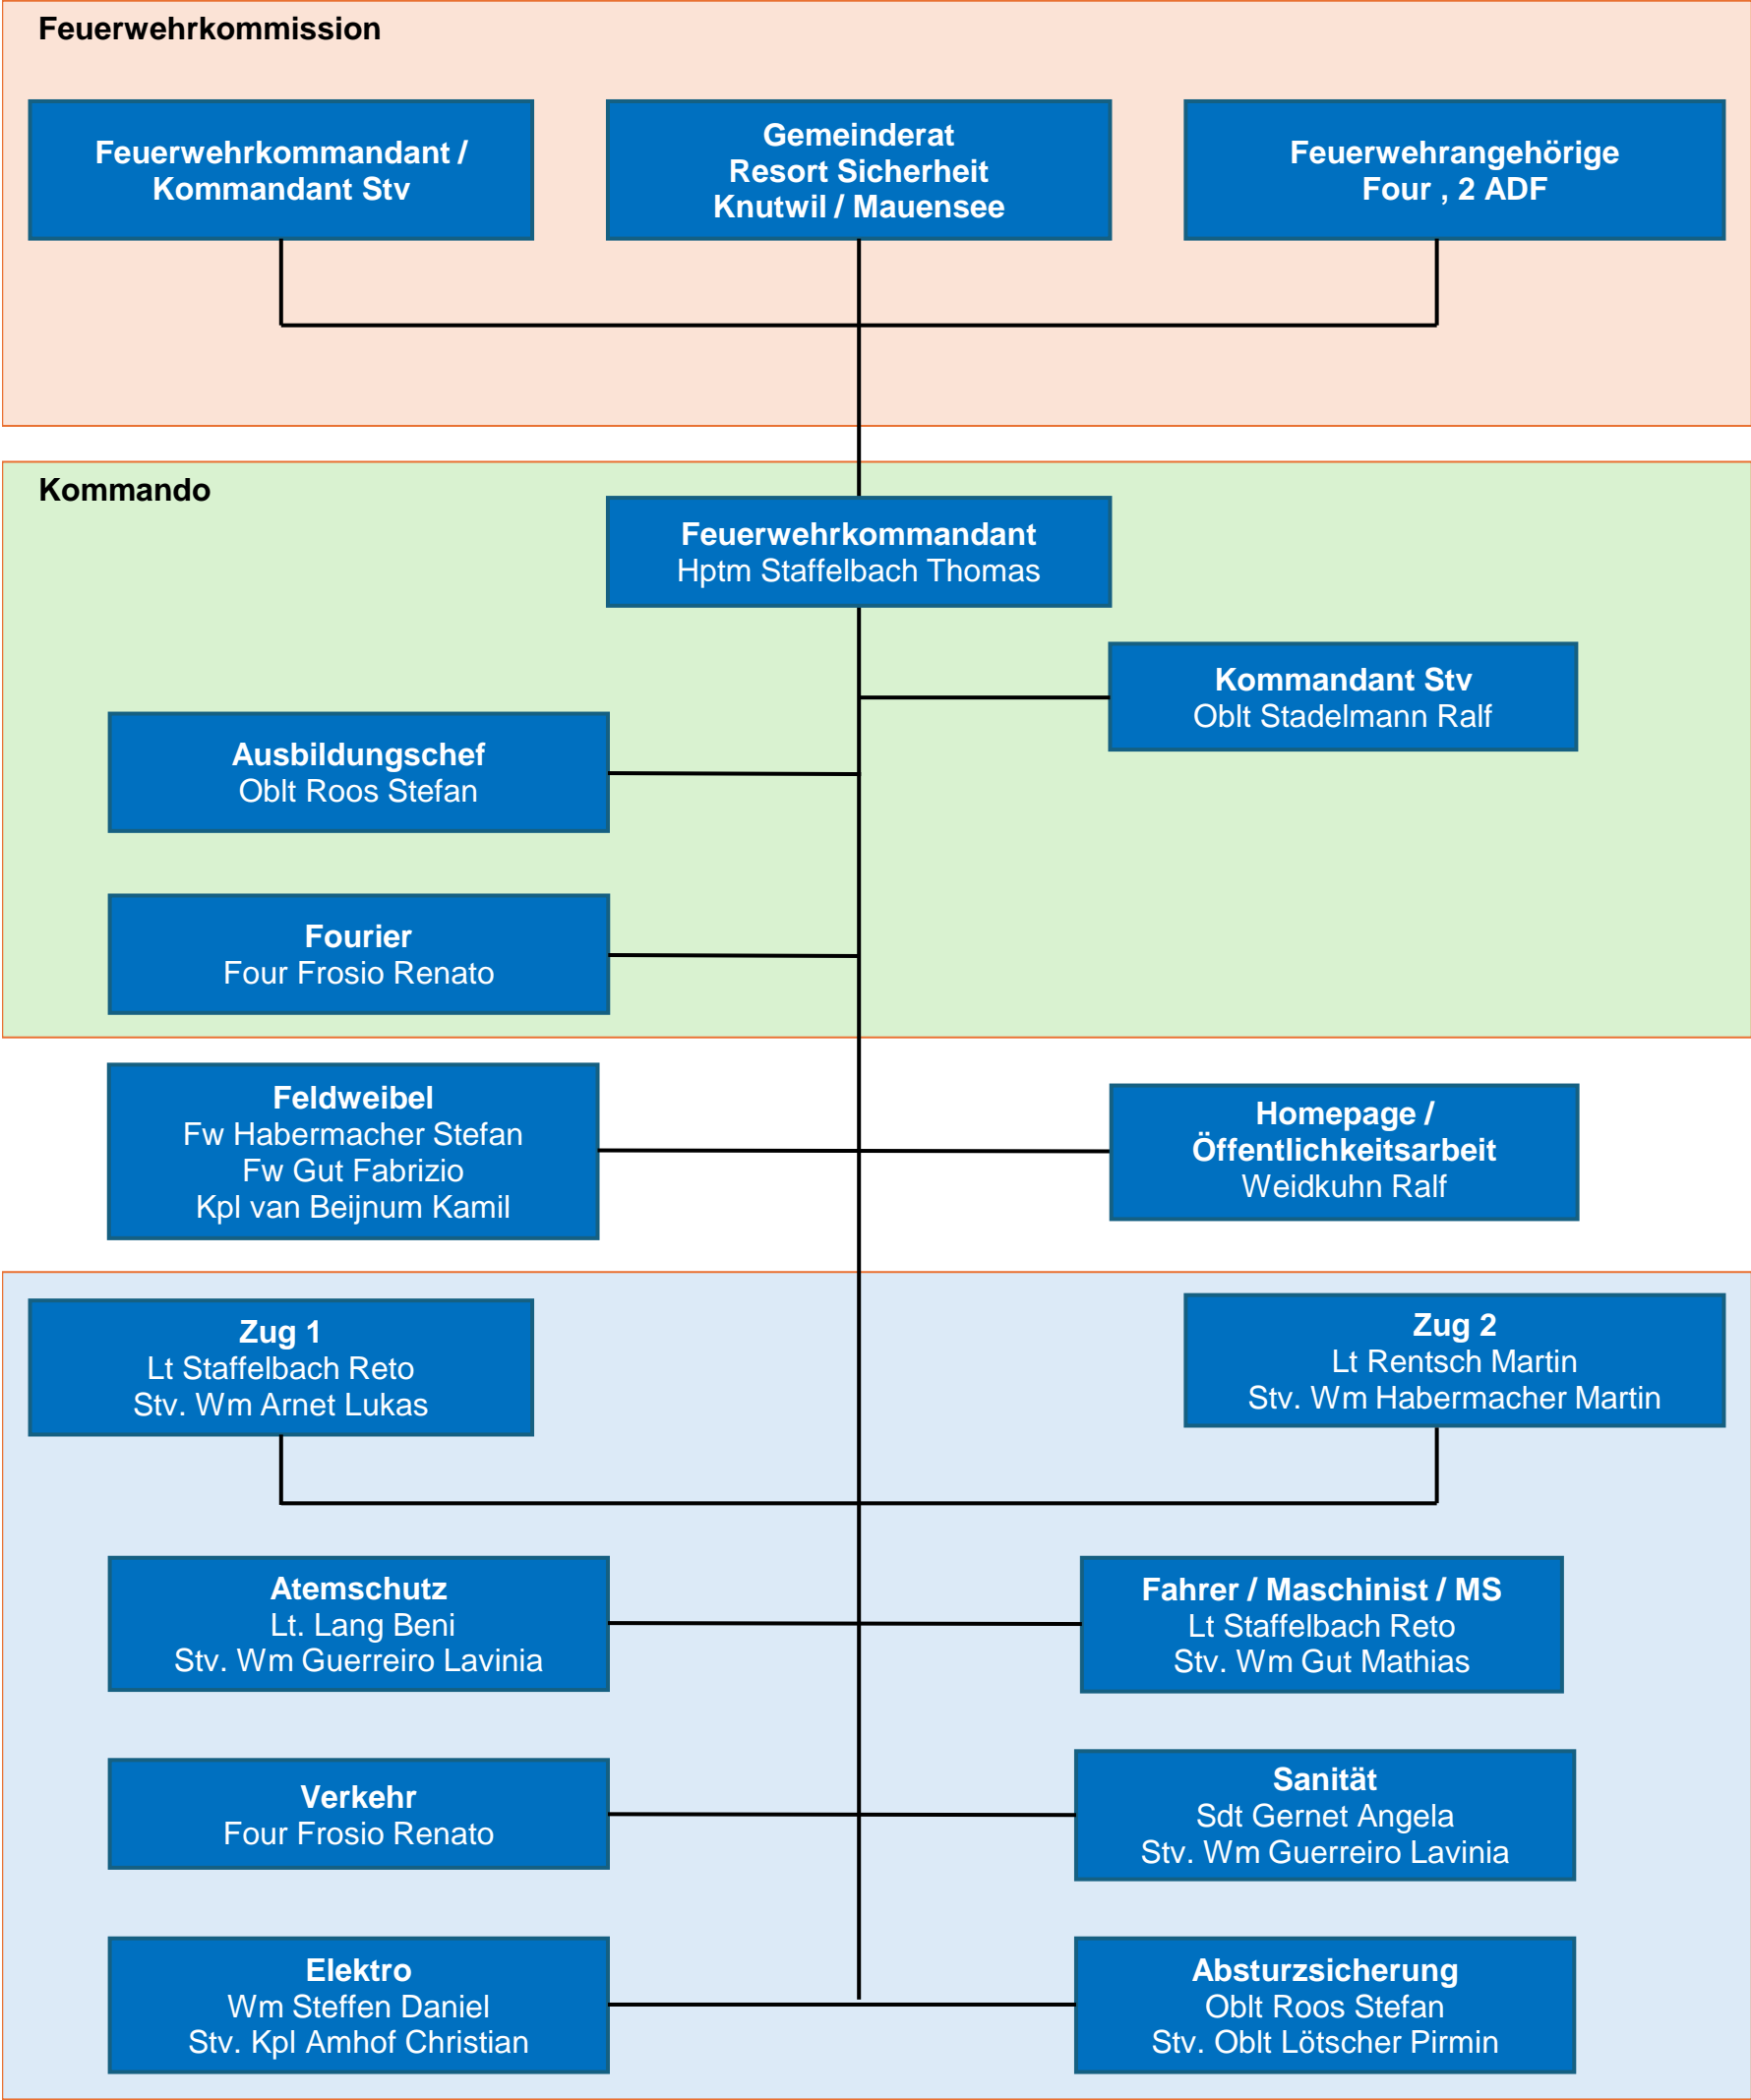 Feuerwehrkommission
Feuerwehrkommandant /
Kommandant Stv
Gemeinderat
Resort Sicherheit
Knutwil / Mauensee
Feuerwehrangehörige
Four , 2 ADF
Kommando
Feuerwehrkommandant
Hptm Staffelbach Thomas
Kommandant Stv
Oblt Stadelmann Ralf
Ausbildungschef
Oblt Roos Stefan
Fourier
Four Frosio Renato
Feldweibel
Fw Habermacher Stefan
Fw Gut Fabrizio
Kpl van Beijnum Kamil
Homepage /
Öffentlichkeitsarbeit
Weidkuhn Ralf
Zug 1
Lt Staffelbach Reto
Stv. Wm Arnet Lukas
Zug 2
Lt Rentsch Martin
Stv. Wm Habermacher Martin
Atemschutz
Lt. Lang Beni
Stv. Wm Guerreiro Lavinia
Fahrer / Maschinist / MS
Lt Staffelbach Reto
Stv. Wm Gut Mathias
Verkehr
Four Frosio Renato
Sanität
Sdt Gernet Angela
Stv. Wm Guerreiro Lavinia
Elektro
Wm Steffen Daniel
Stv. Kpl Amhof Christian
Absturzsicherung
Oblt Roos Stefan
Stv. Oblt Lötscher Pirmin